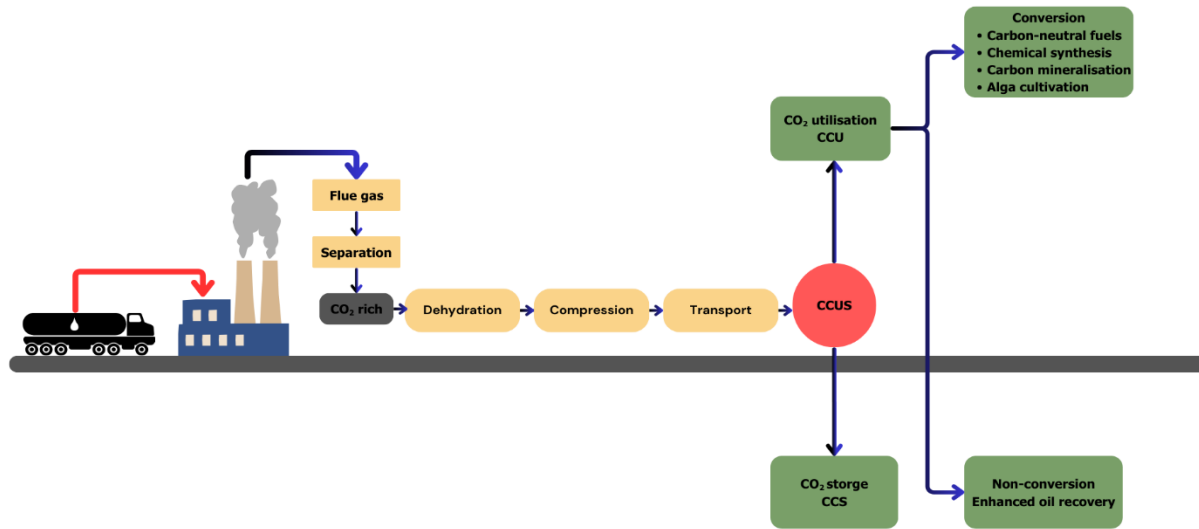 Conversion
• Carbon-neutral fuels
• Chemical synthesis
• Carbon mineralisation
• Alga cultivation
CO₂ utilisation
CCU
Flue gas
Separation
CO₂ rich
Dehydration
Compression
Transport
CCUS
CO₂ storge
CCS
Non-conversion
Enhanced oil recovery